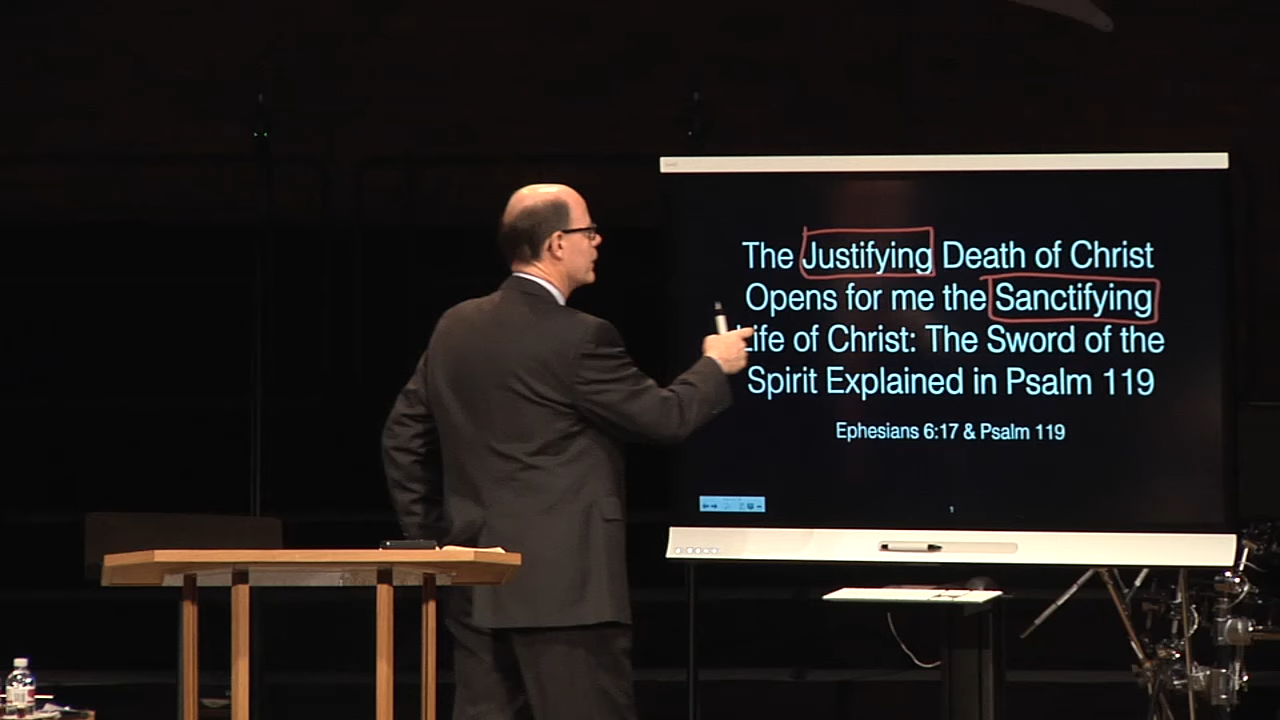 The Justifying Death of Christ
Opens for me the Sanctifying
Life of Christ: The Sword of the
Spirit Explained in Psalm 119
Ephesians 6:17 & Psalm 119
1